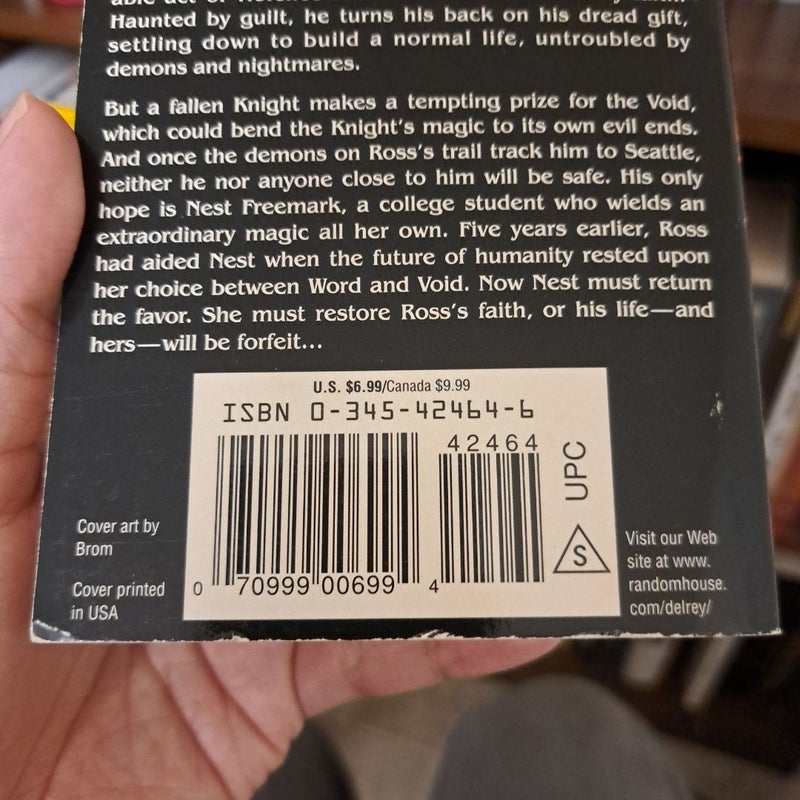 Haunted by guilt, he turns his back on his dread gift,
settling down to build a normal life, untroubled by
demons and nightmares.
But a fallen Knight makes a tempting prize for the Void,
which could bend the Knight's magic to its own evil ends.
And once the demons on Ross's trail track him to Seattle,
neither he nor anyone close to him will be safe. His only
hope is Nest Freemark, a college student who wields an
extraordinary magic all her own. Five years earlier, Ross
had aided Nest when the future of humanity rested upon
her choice between Word and Void. Now Nest must return
the favor. She must restore Ross's faith, or his life—and
hers—will be forfeit...
U.S. $6.99/Canada $9.99
ISBN 0-345-42464-6
42464
UPC
S
0 70999 00699 4
Cover art by
Brom
Cover printed
in USA
Visit our Web
site at www.
randomhouse.
com/delrey/